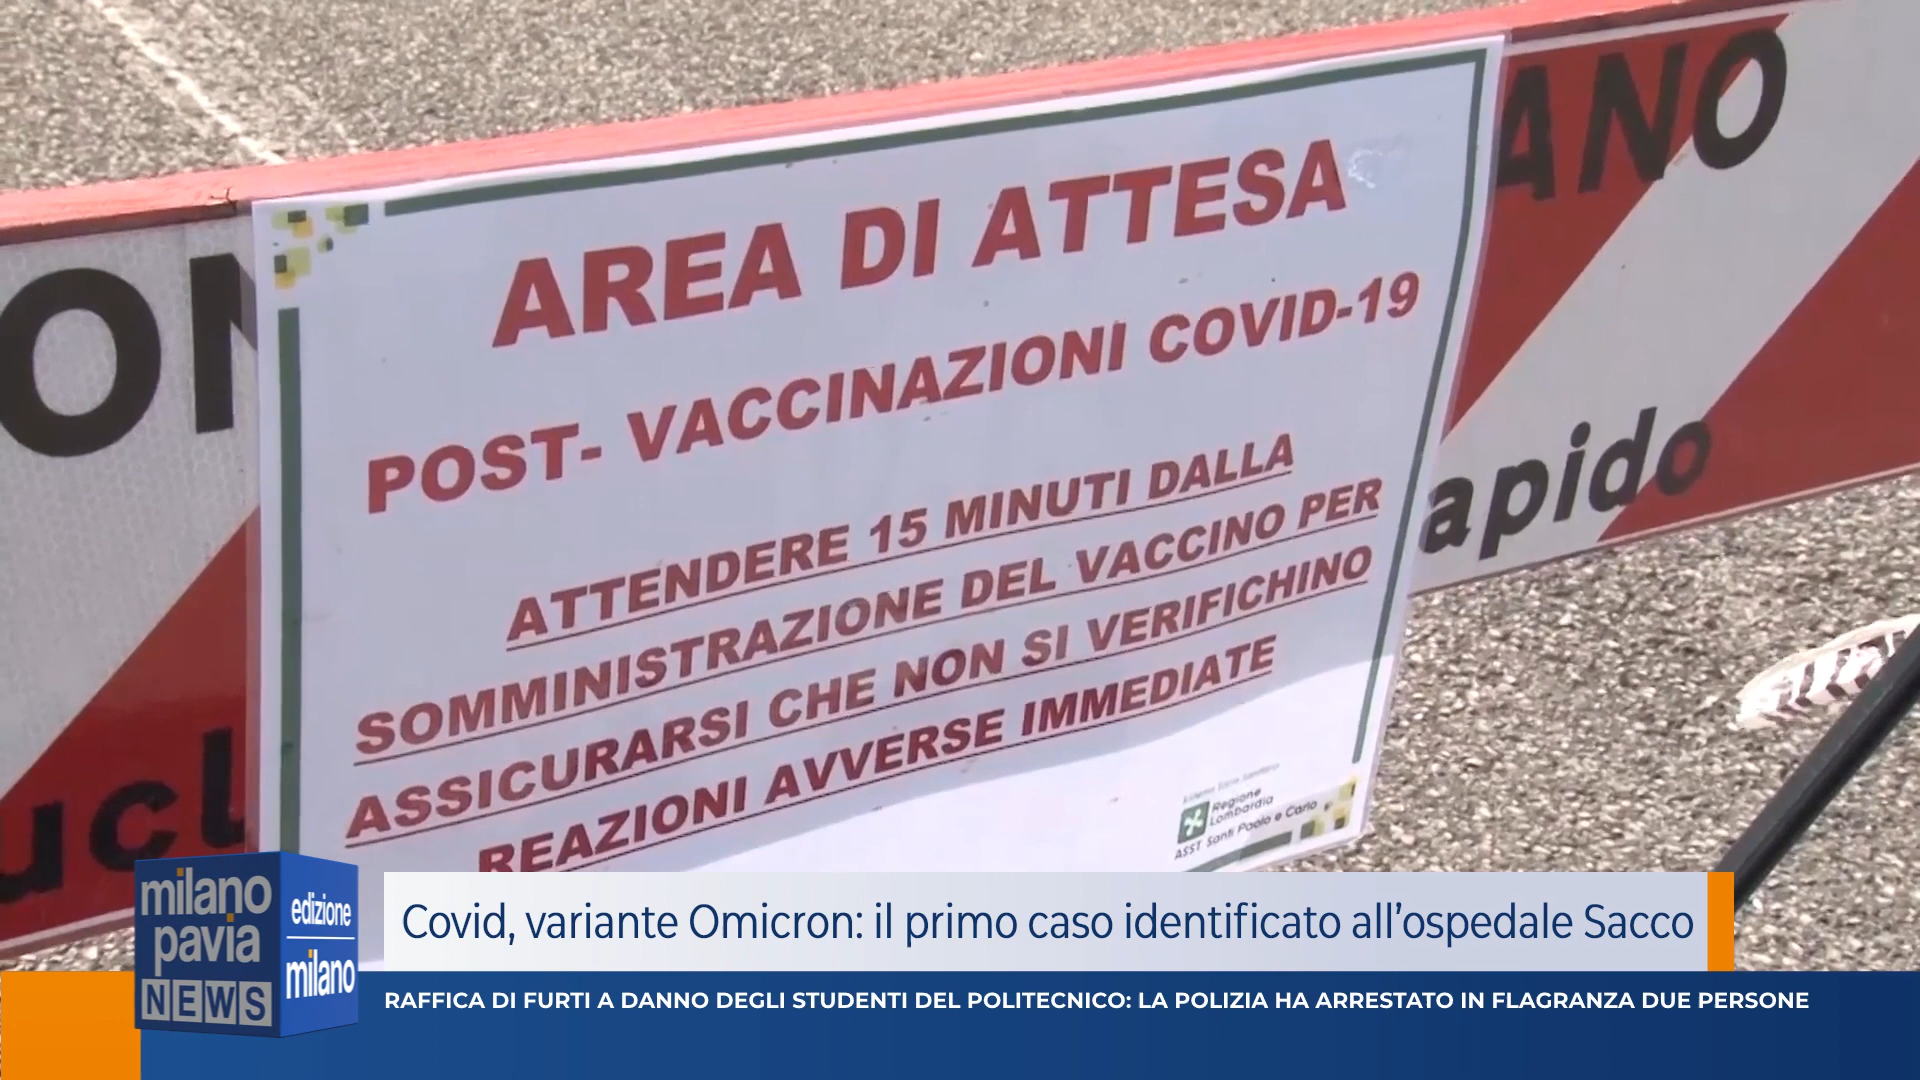 ANO
ON
AREA DI ATTESA
POST- VACCINAZIONI COVID-19
ATTENDERE 15 MINUTI DALLA
SOMMINISTRAZIONE DEL VACCINO PER
ASSICURARSI CHE NON SI VERIFICHINO
REAZIONI AVVERSE IMMEDIATE
apido
ucl
Regione
Lombardia
ASST Santi Paolo e Carlo
milano
pavia
NEWS
edizione
milano
Covid, variante Omicron: il primo caso identificato all'ospedale Sacco
RAFFICA DI FURTI A DANNO DEGLI STUDENTI DEL POLITECNICO: LA POLIZIA HA ARRESTATO IN FLAGRANZA DUE PERSONE